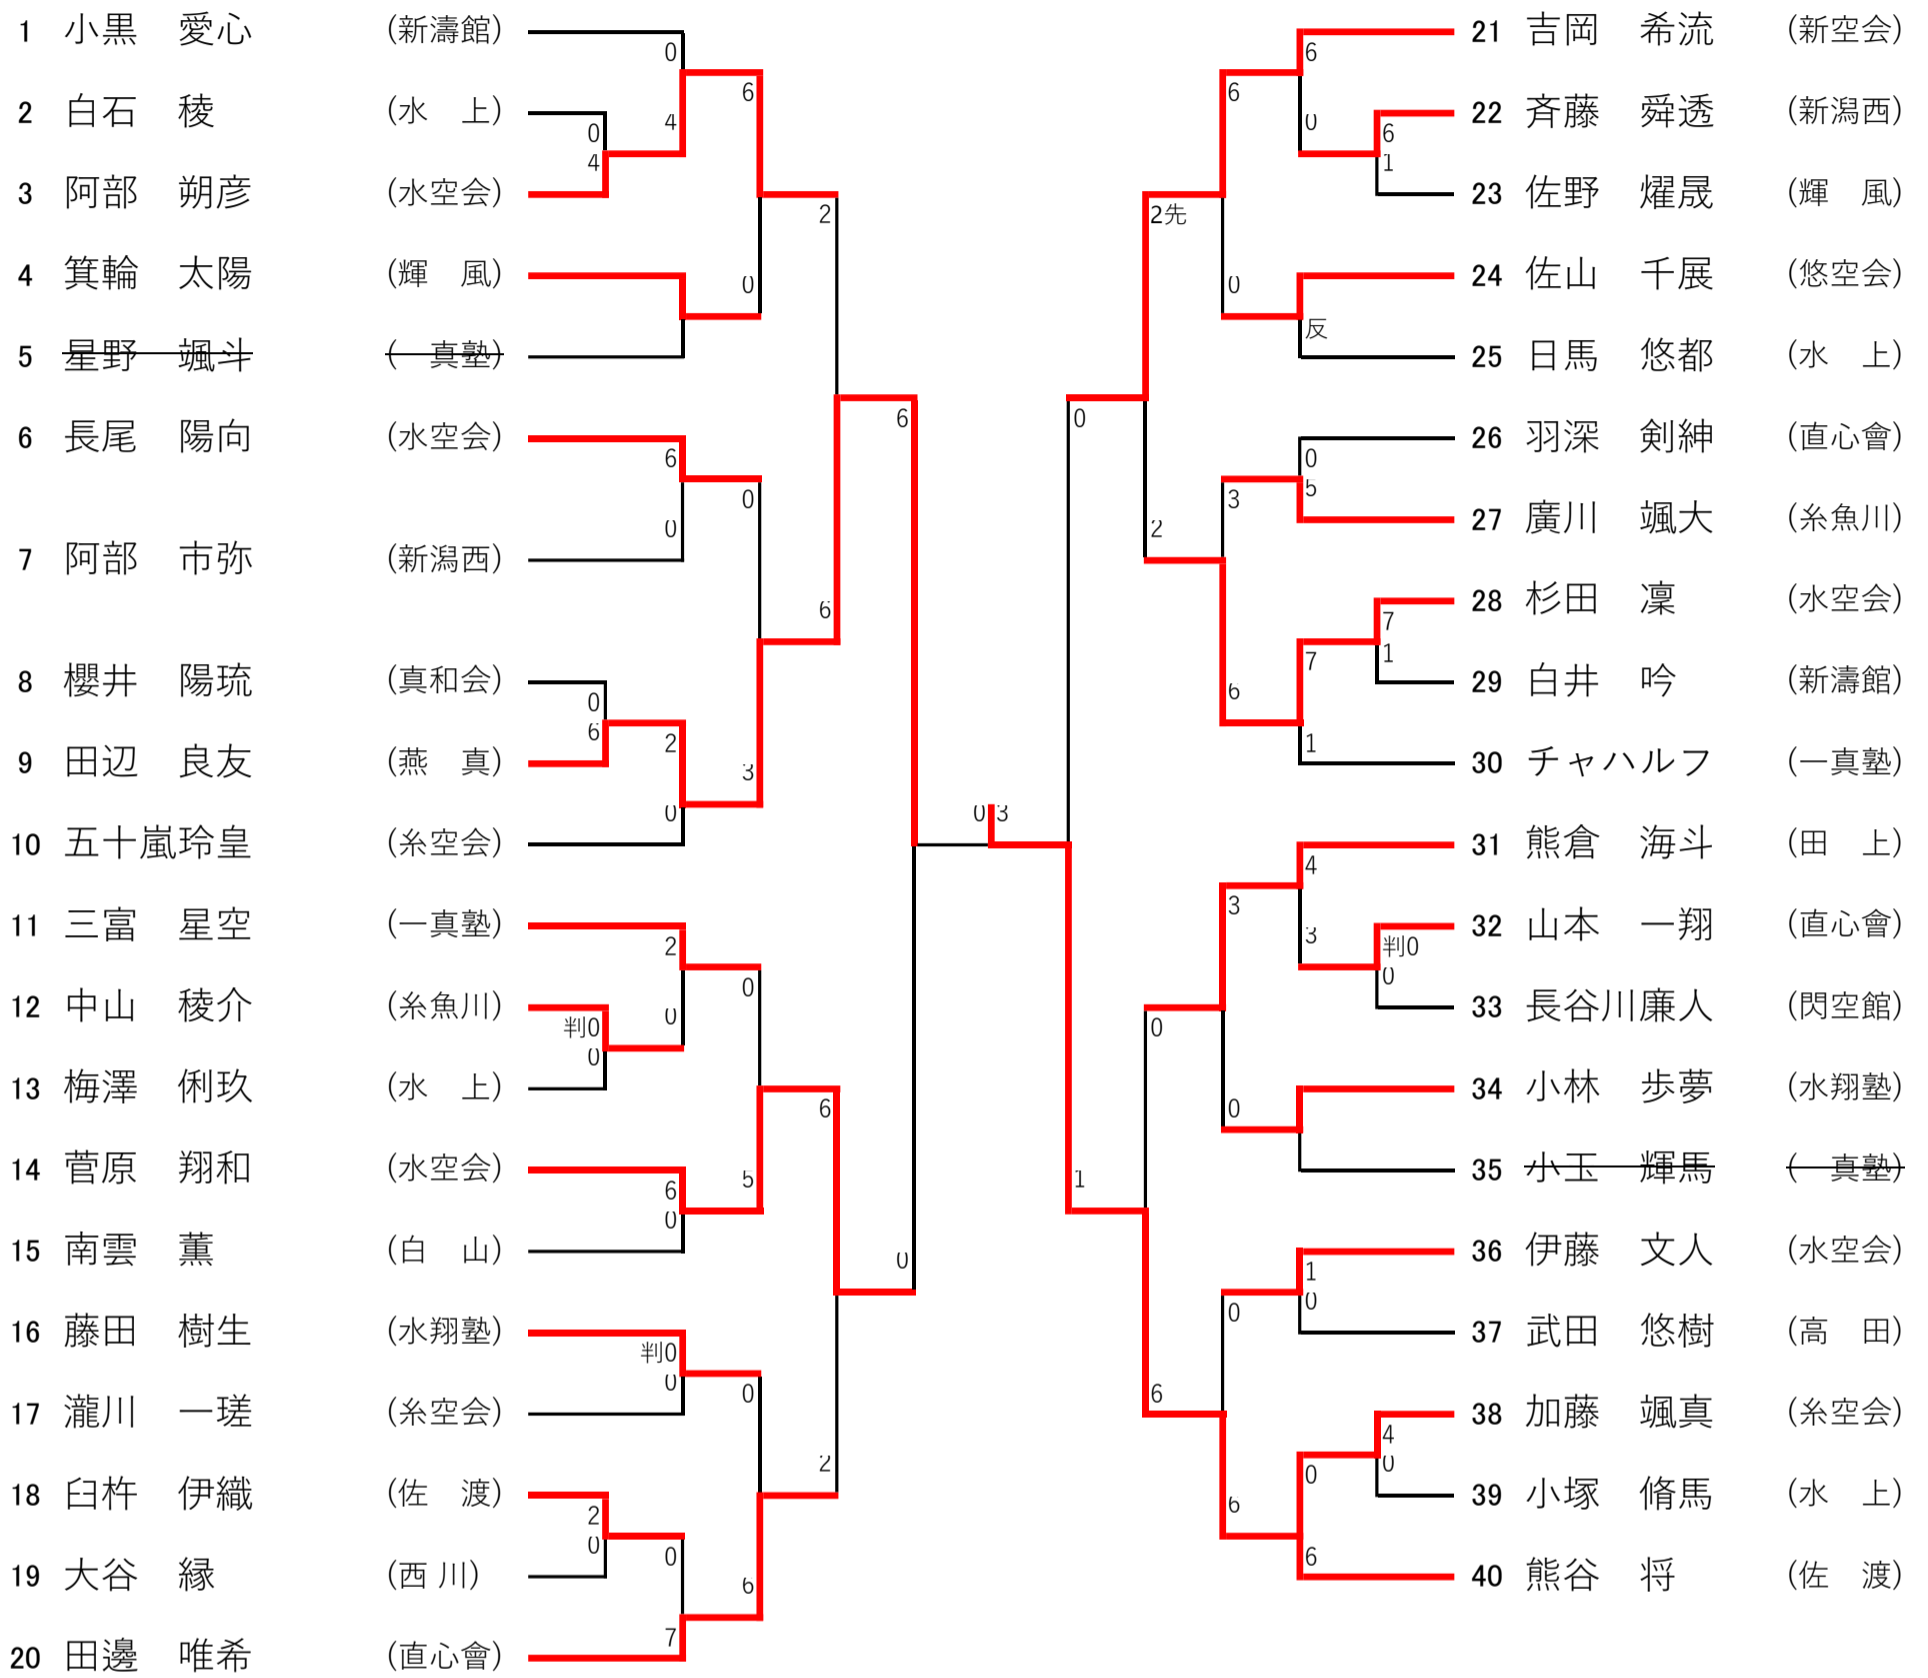 1 小黒 愛心 (新濤館)
2 白石 稜 (水 上)
3 阿部 朔彦 (水空会)
4 箕輪 太陽 (輝 風)
5 星野 颯斗 (一真塾)
6 長尾 陽向 (水空会)
7 阿部 市弥 (新潟西)
8 櫻井 陽琉 (真和会)
9 田辺 良友 (燕 真)
10 五十嵐玲皇 (糸空会)
11 三富 星空 (一真塾)
12 中山 稜介 (糸魚川)
13 梅澤 俐玖 (水 上)
14 菅原 翔和 (水空会)
15 南雲 薫 (白 山)
16 藤田 樹生 (水翔塾)
17 瀧川 一瑳 (糸空会)
18 臼杵 伊織 (佐 渡)
19 大谷 縁 (西 川)
20 田邊 唯希 (直心會)
0
4
0
6
判0
0
2
0
0
4
6
0
2
0
2
0
6
0
判0
0
0
7
6
0
0
3
0
5
0
6
2
6
6
2
6
0
0 3
0
1
2先
2
0
6
6
0
3
6
3
0
0
6
6
0
反
0
5
7
1
4
3
1
0
0
6
6
1
7
1
判0
0
4
0
21 吉岡 希流 (新空会)
22 斉藤 舜透 (新潟西)
23 佐野 燿晟 (輝 風)
24 佐山 千展 (悠空会)
25 日馬 悠都 (水 上)
26 羽深 剣紳 (直心會)
27 廣川 颯大 (糸魚川)
28 杉田 凜 (水空会)
29 白井 吟 (新濤館)
30 チャハルフ (一真塾)
31 熊倉 海斗 (田 上)
32 山本 一翔 (直心會)
33 長谷川廉人 (閃空館)
34 小林 歩夢 (水翔塾)
35 小玉 輝馬 (一真塾)
36 伊藤 文人 (水空会)
37 武田 悠樹 (高 田)
38 加藤 颯真 (糸空会)
39 小塚 脩馬 (水 上)
40 熊谷 将 (佐 渡)